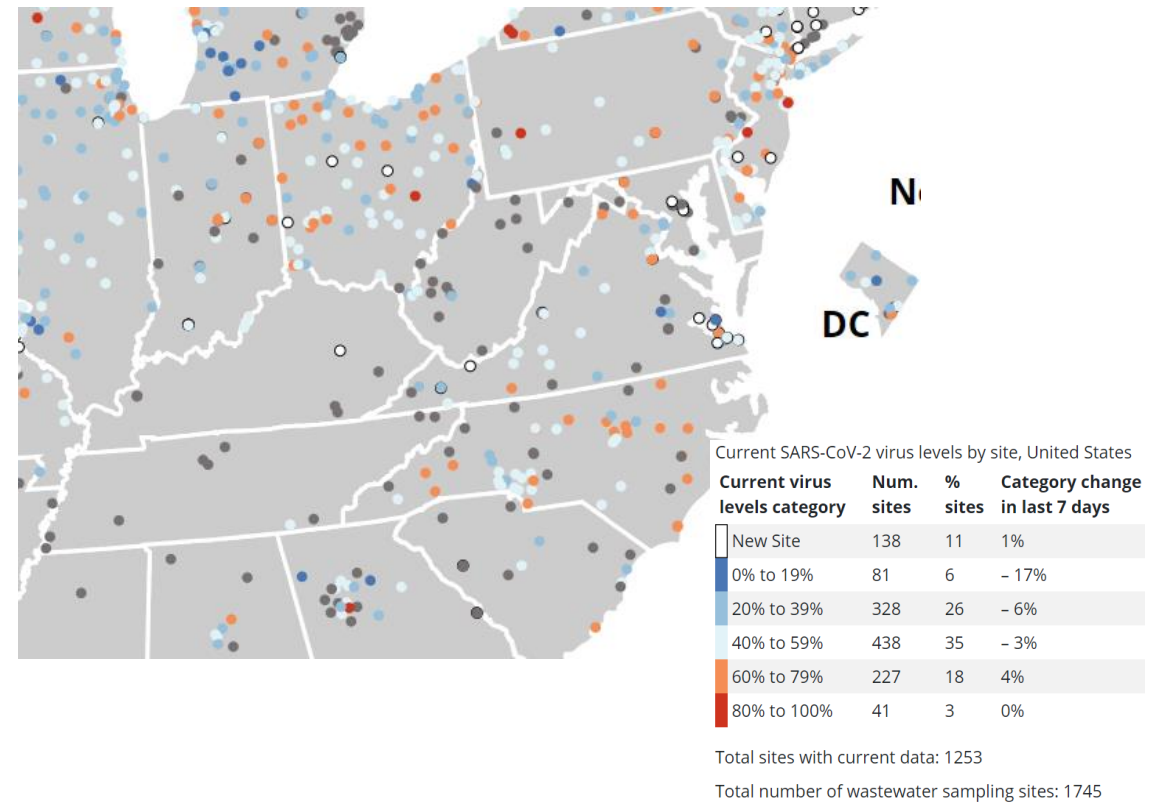 N
DC
Current SARS-CoV-2 virus levels by site, United States
Current virus levels category Num. sites % sites Category change in last 7 days
New Site 138 11 1%
0% to 19% 81 6 – 17%
20% to 39% 328 26 – 6%
40% to 59% 438 35 – 3%
60% to 79% 227 18 4%
80% to 100% 41 3 0%
Total sites with current data: 1253
Total number of wastewater sampling sites: 1745